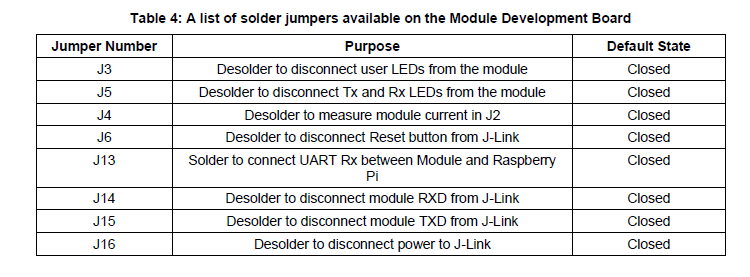 Table 4: A list of solder jumpers available on the Module Development Board
Jumper Number Purpose Default State
J3 Desolder to disconnect user LEDs from the module Closed
J5 Desolder to disconnect Tx and Rx LEDs from the module Closed
J4 Desolder to measure module current in J2 Closed
J6 Desolder to disconnect Reset button from J-Link Closed
J13 Solder to connect UART Rx between Module and Raspberry Closed
Pi
J14 Desolder to disconnect module RXD from J-Link Closed
J15 Desolder to disconnect module TXD from J-Link Closed
J16 Desolder to disconnect power to J-Link Closed